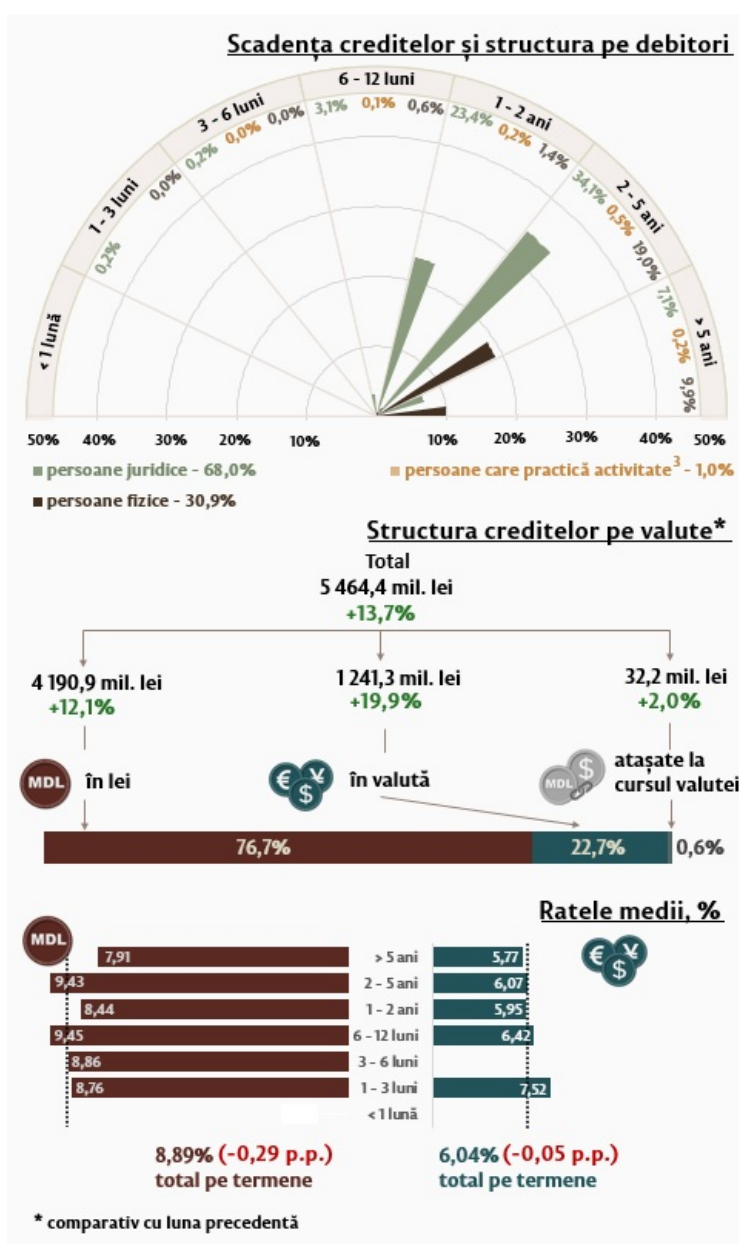 Scadența creditelor și structura pe debitori
< 1 lună
1 - 3 luni
3 - 6 luni
6 - 12 luni
1 - 2 ani
2 - 5 ani
> 5 ani
0,2%
0,0% 0,2% 0,0% 0,0%
3,1% 0,1% 0,6%
23,4% 0,2% 1,4%
34,1% 0,5% 19,0%
7,1% 0,2% 9,9%
50% 40% 30% 20% 10% 10% 20% 30% 40% 50%
persoane juridice - 68,0%
persoane care practică activitate³ - 1,0%
persoane fizice - 30,9%
Structura creditelor pe valute*
Total
5 464,4 mil. lei
+13,7%
4 190,9 mil. lei
+12,1%
1 241,3 mil. lei
+19,9%
32,2 mil. lei
+2,0%
MDL în lei
€ ¥ $ în valută
MDL $ atașate la
cursul valutei
76,7% 22,7% 0,6%
Ratele medii, %
MDL
€ ¥ $
7,91 > 5 ani 5,77
9,43 2 - 5 ani 6,07
8,44 1 - 2 ani 5,95
9,45 6 - 12 luni 6,42
8,86 3 - 6 luni
8,76 1 - 3 luni 7,52
< 1 lună
8,89% (-0,29 p.p.)
total pe termene
6,04% (-0,05 p.p.)
total pe termene
* comparativ cu luna precedentă